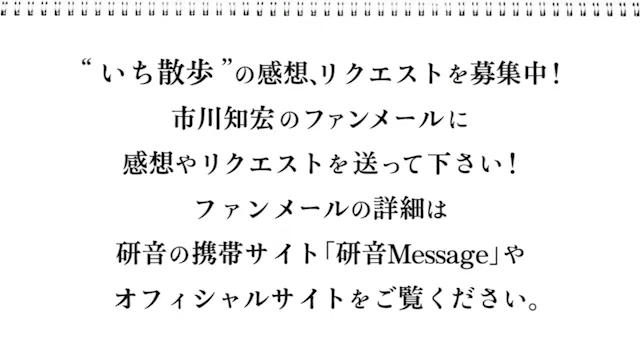 “いち散歩”の感想、リクエストを募集中！
市川知宏のファンメールに
感想やリクエストを送って下さい！
ファンメールの詳細は
研音の携帯サイト「研音Message」や
オフィシャルサイトをご覧ください。